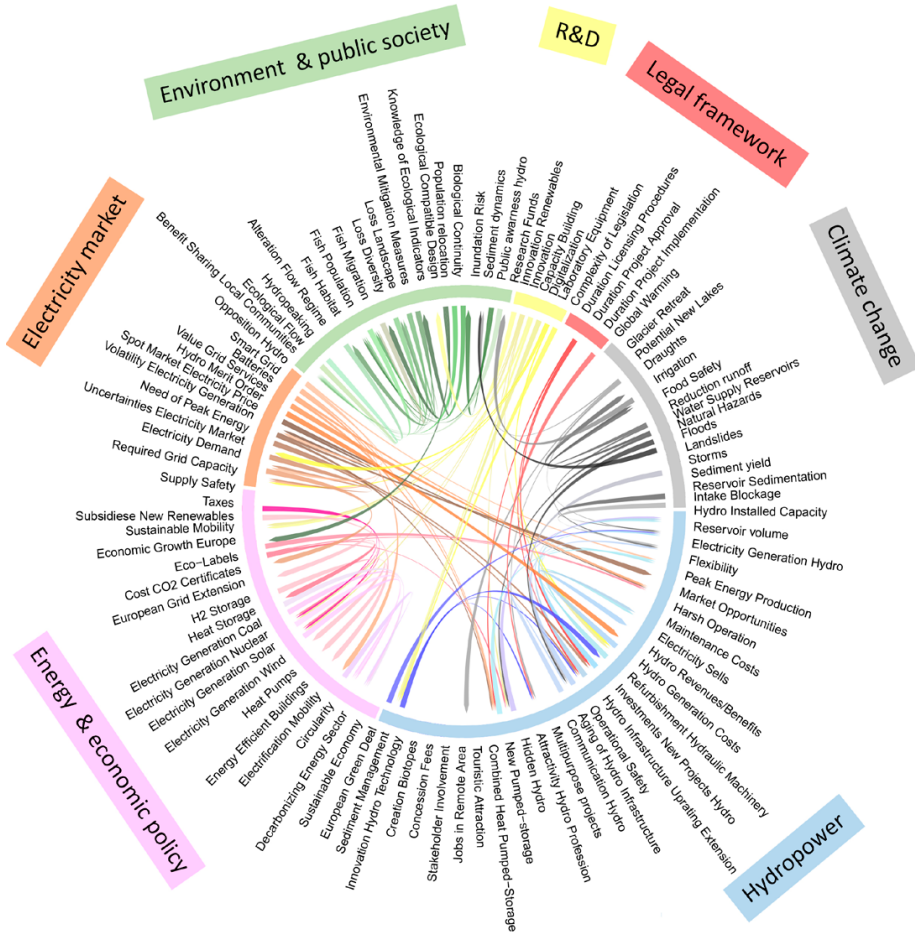 Environment & public society
R&D
Legal framework
Climate change
Hydropower
Energy & economic policy
Electricity market
Benefit Sharing Local Communities
Opposition Hydro
Ecological Flow
Hydropeaking
Alteration Flow Regime
Fish Habitat
Fish Population
Fish Migration
Loss Diversity
Loss Landscape
Environmental Mitigation Measures
Knowledge of Ecological Indicators
Ecological Compatible Design
Population relocation
Biological Continuity
Inundation Risk
Sediment dynamics
Public awarness hydro
Research Funds
Innovation Renewables
Innovation
Capacity Building
Digitalization
Laboratory Equipment
Complexity of Legislation
Duration Licensing Procedures
Duration Project Approval
Duration Project Implementation
Global Warming
Glacier Retreat
Potential New Lakes
Draughts
Irrigation
Food Safety
Reduction runoff
Water Supply Reservoirs
Natural Hazards
Floods
Landslides
Storms
Sediment yield
Reservoir Sedimentation
Intake Blockage
Hydro Installed Capacity
Reservoir volume
Electricity Generation Hydro
Flexibility
Peak Energy Production
Market Opportunities
Harsh Operation
Maintenance Costs
Electricity Sells
Hydro Revenues/Benefits
Hydro Generation Costs
Refurbishment Hydraulic Machinery
Investments New Projects Hydro
Hydro Infrastructure Uprating Extension
Operational Safety
Aging of Hydro Infrastructure
Communication Hydro
Multipurpose projects
Attractivity Hydro Profession
Hidden Hydro
New Pumped-storage
Combined Heat Pumped-Storage
Touristic Attraction
Jobs in Remote Area
Stakeholder Involvement
Concession Fees
Creation Biotopes
Innovation Hydro Technology
Sediment Management
European Green Deal
Sustainable Economy
Decarbonizing Energy Sector
Circularity
Electrification Mobility
Energy Efficient Buildings
Heat Pumps
Electricity Generation Wind
Electricity Generation Solar
Electricity Generation Nuclear
Electricity Generation Coal
Heat Storage
H2 Storage
European Grid Extension
Cost CO2 Certificates
Eco-Labels
Economic Growth Europe
Sustainable Mobility
Subsidiese New Renewables
Taxes
Supply Safety
Required Grid Capacity
Electricity Demand
Uncertainties Electricity Market
Need of Peak Energy
Volatility Electricity Generation
Spot Market Electricity Price
Hydro Merit Order
Value Grid Services
Batteries
Smart Grid